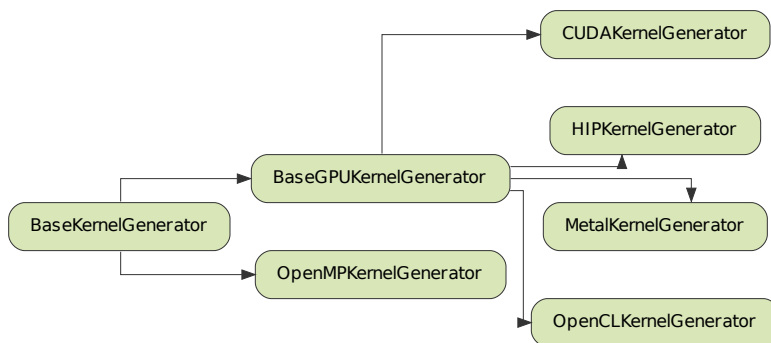 CUDAKernelGenerator
HIPKernelGenerator
BaseGPUKernelGenerator
BaseKernelGenerator
MetalKernelGenerator
OpenMPKernelGenerator
OpenCLKernelGenerator